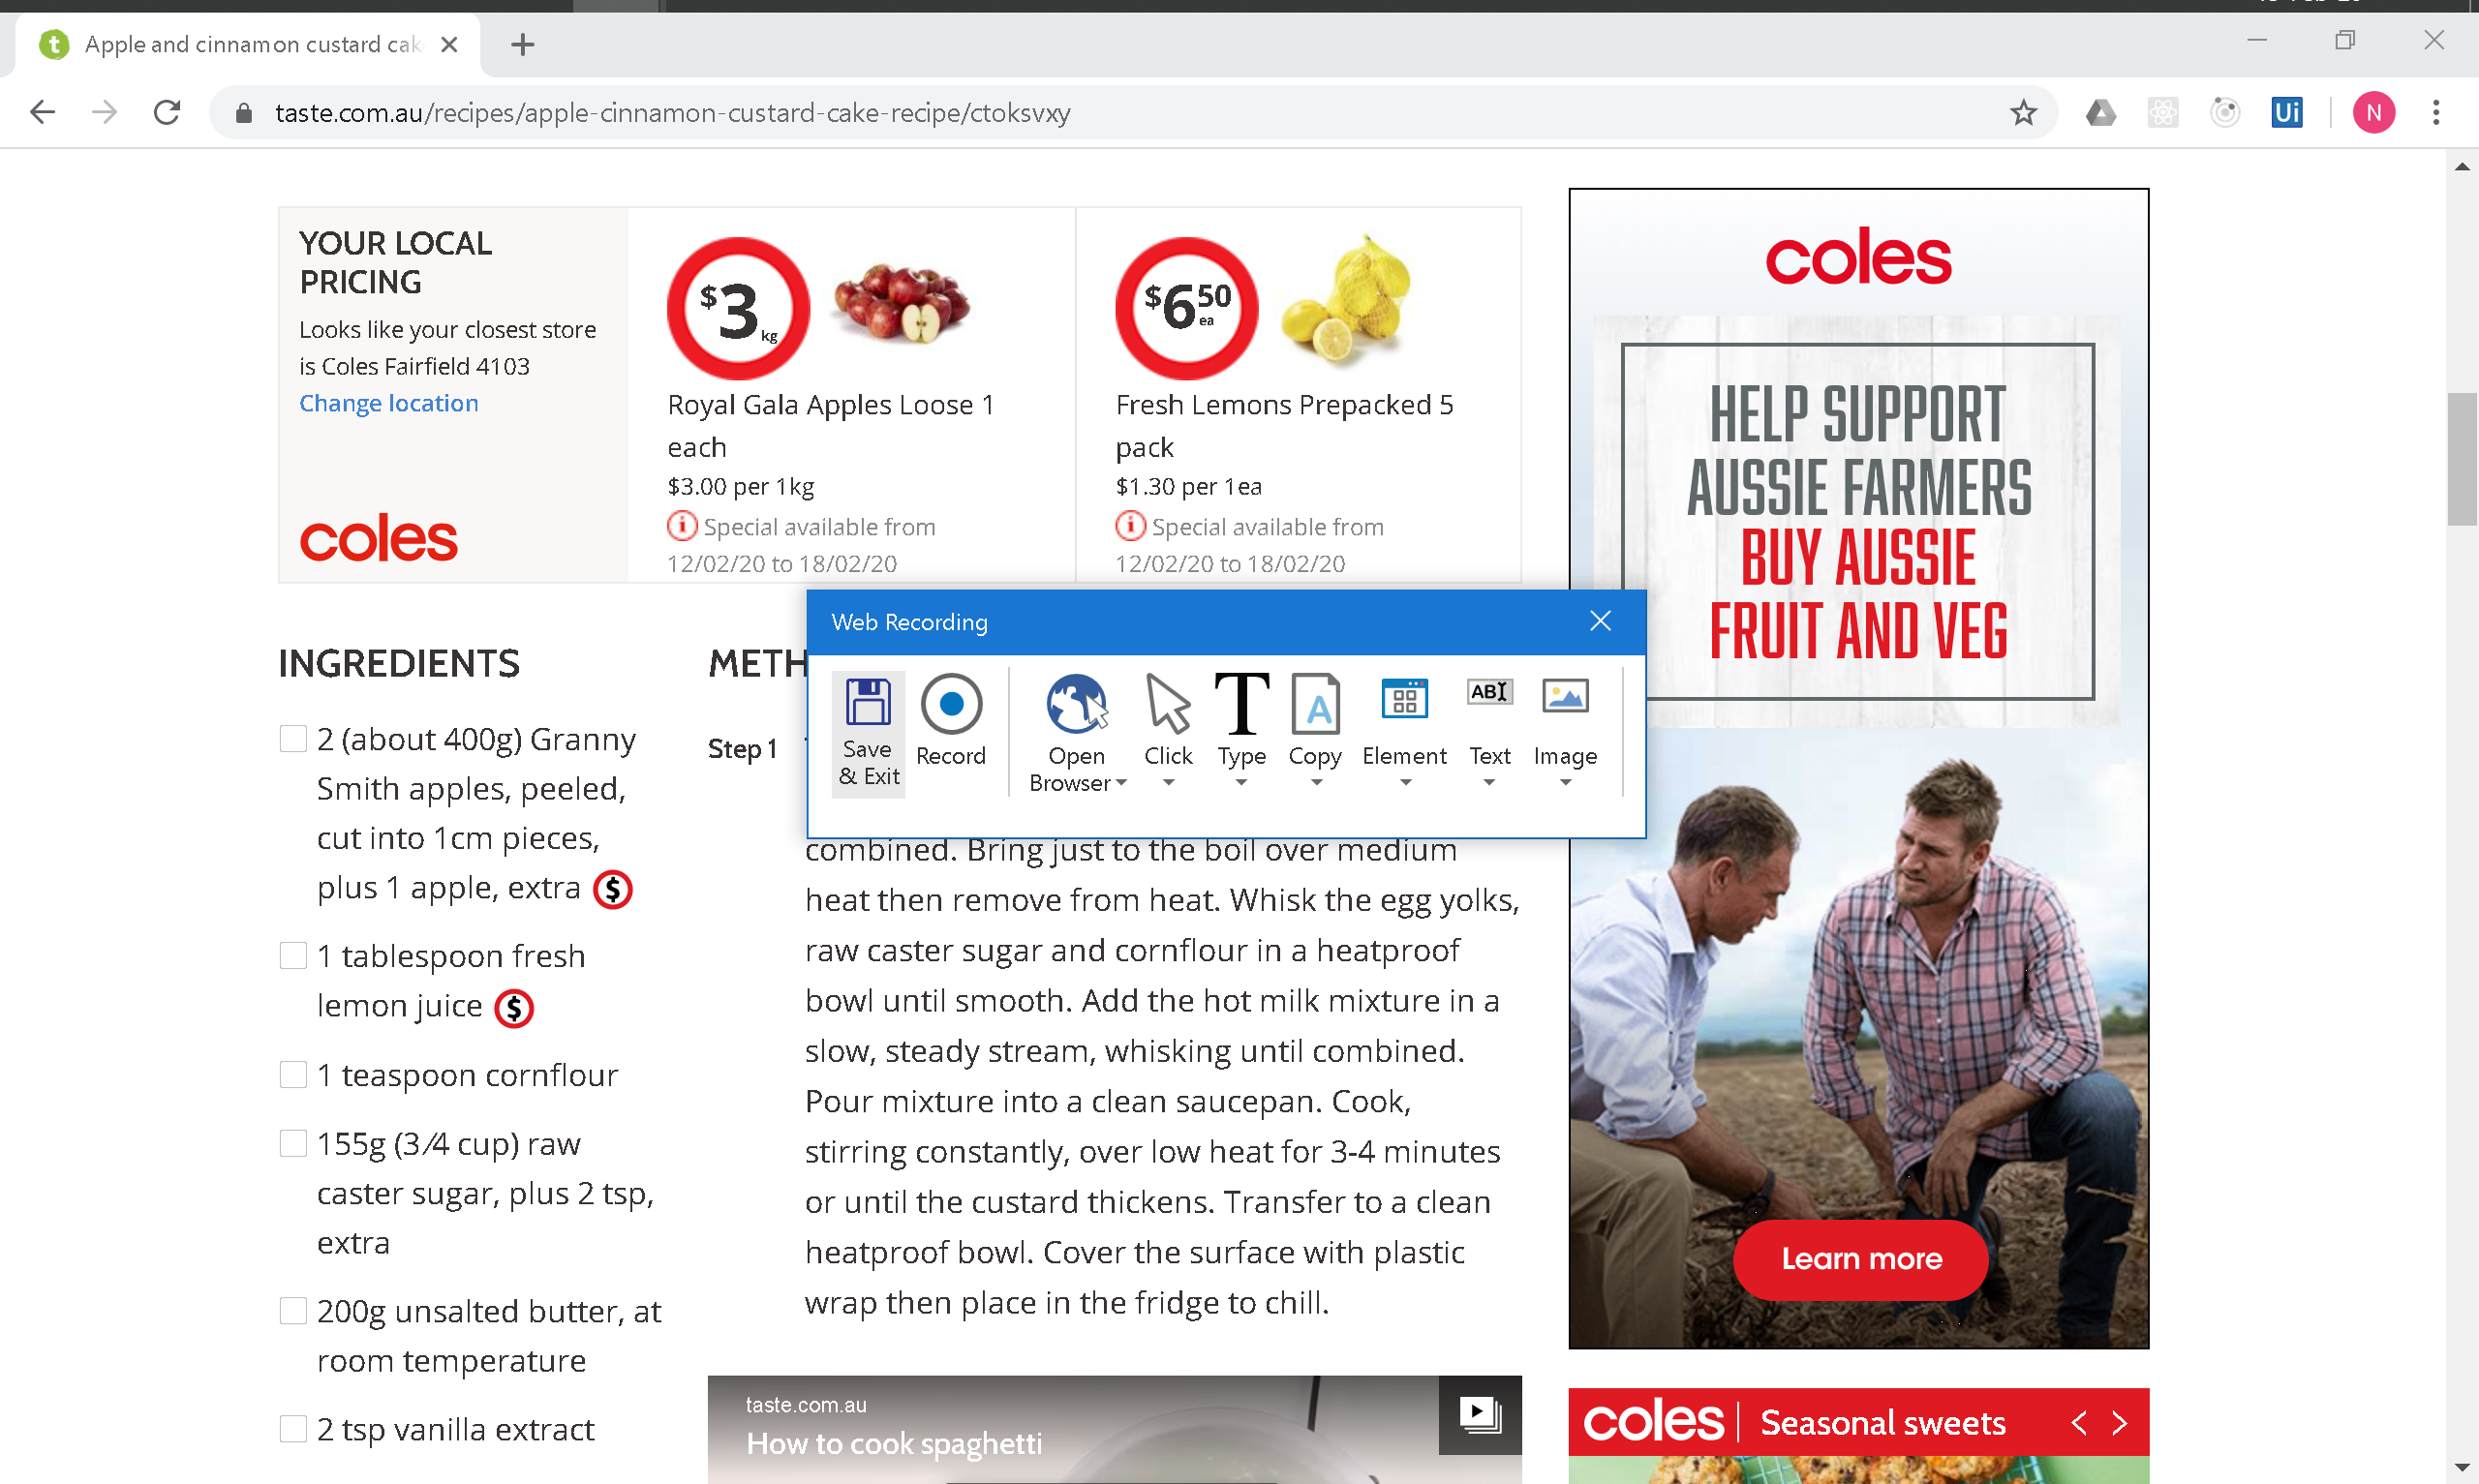 Apple and cinnamon custard cak
taste.com.au/recipes/apple-cinnamon-custard-cake-recipe/ctoksvxy
Ui
N
YOUR LOCAL
PRICING
Looks like your closest store
is Coles Fairfield 4103
Change location
coles
$3 kg
Royal Gala Apples Loose 1
each
$3.00 per 1kg
Special available from
12/02/20 to 18/02/20
$6 50 ea
Fresh Lemons Prepacked 5
pack
$1.30 per 1ea
Special available from
12/02/20 to 18/02/20
coles
HELP SUPPORT
AUSSIE FARMERS
BUY AUSSIE
FRUIT AND VEG
Learn more
Web Recording
Save
& Exit
Record
Open
Browser
Click
Type
Copy
Element
Text
Image
INGREDIENTS
2 (about 400g) Granny
Smith apples, peeled,
cut into 1cm pieces,
plus 1 apple, extra $
1 tablespoon fresh
lemon juice $
1 teaspoon cornflour
155g (3/4 cup) raw
caster sugar, plus 2 tsp,
extra
200g unsalted butter, at
room temperature
2 tsp vanilla extract
METH
Step 1
combined. Bring just to the boil over medium
heat then remove from heat. Whisk the egg yolks,
raw caster sugar and cornflour in a heatproof
bowl until smooth. Add the hot milk mixture in a
slow, steady stream, whisking until combined.
Pour mixture into a clean saucepan. Cook,
stirring constantly, over low heat for 3-4 minutes
or until the custard thickens. Transfer to a clean
heatproof bowl. Cover the surface with plastic
wrap then place in the fridge to chill.
taste.com.au
How to cook spaghetti
coles | Seasonal sweets